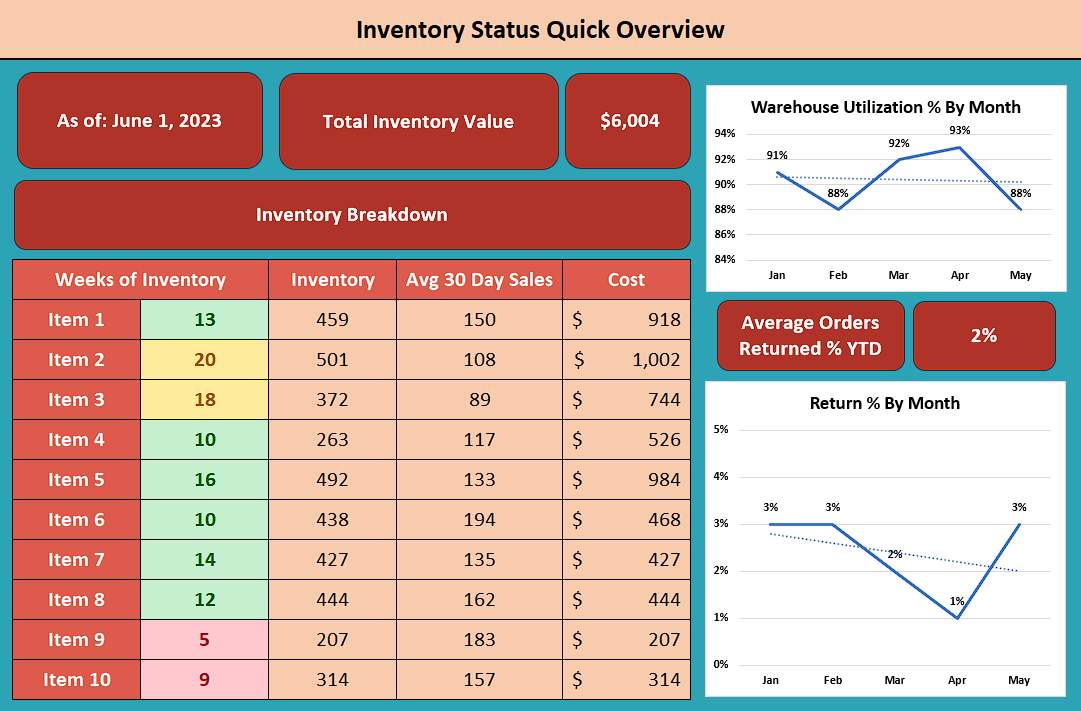 Inventory Status Quick Overview
As of: June 1, 2023
Total Inventory Value
$6,004
Inventory Breakdown
Weeks of Inventory Inventory Avg 30 Day Sales Cost
Item 1 13 459 150 $ 918
Item 2 20 501 108 $ 1,002
Item 3 18 372 89 $ 744
Item 4 10 263 117 $ 526
Item 5 16 492 133 $ 984
Item 6 10 438 194 $ 468
Item 7 14 427 135 $ 427
Item 8 12 444 162 $ 444
Item 9 5 207 183 $ 207
Item 10 9 314 157 $ 314
Warehouse Utilization % By Month
94%
92%
90%
88%
86%
84%
91%
88%
92%
93%
88%
Jan Feb Mar Apr May
Average Orders
Returned % YTD
2%
Return % By Month
5%
4%
3%
2%
1%
0%
3%
3%
2%
1%
3%
Jan Feb Mar Apr May